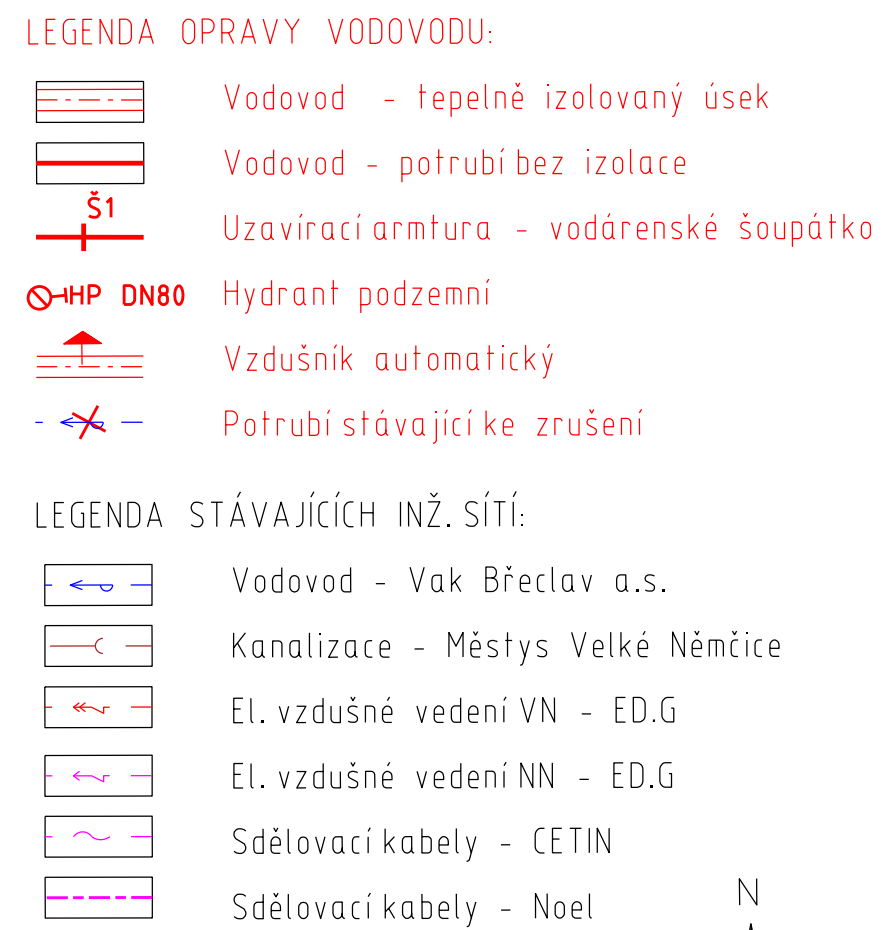 LEGENDA OPRAVY VODOVODU:
Vodovod - tepelně izolovaný úsek
Vodovod - potrubí bez izolace
Š1
Uzavírací armtura - vodárenské šoupátko
HP DN80 Hydrant podzemní
Vzdušník automatický
Potrubí stávající ke zrušení
LEGENDA STÁVAJÍCÍCH INŽ. SÍTÍ:
Vodovod - Vak Břeclav a.s.
Kanalizace - Městys Velké Němčice
El. vzdušné vedení VN - ED.G
El. vzdušné vedení NN - ED.G
Sdělovací kabely - CETIN
Sdělovací kabely - Noel
N